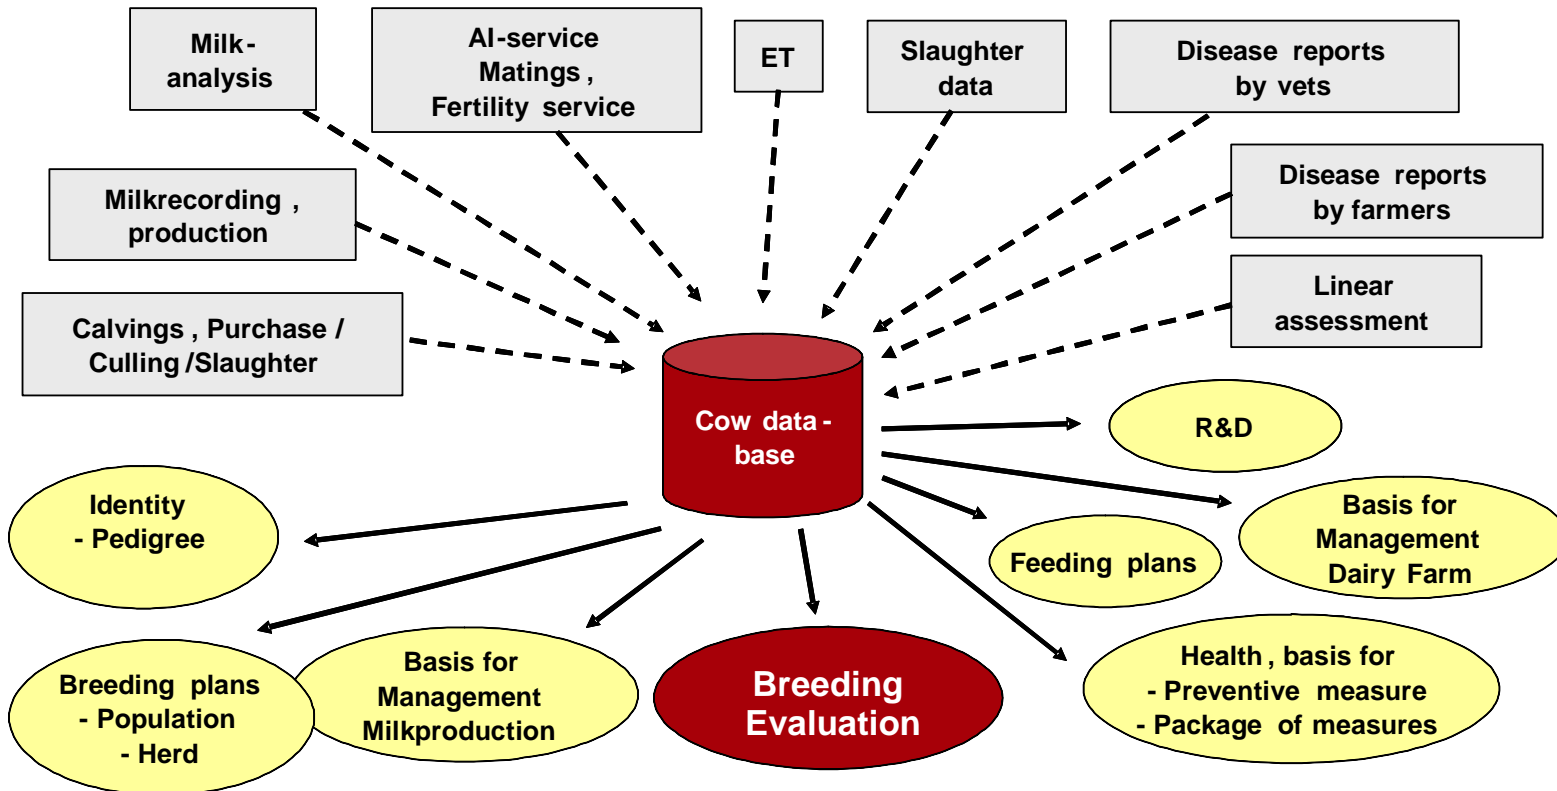 Milk-
analysis
AI-service
Matings ,
Fertility service
ET
Slaughter
data
Disease reports
by vets
Milkrecording ,
production
Disease reports
by farmers
Calvings , Purchase /
Culling /Slaughter
Linear
assessment
Cow data -
base
R&D
Identity
- Pedigree
Feeding plans
Basis for
Management
Dairy Farm
Breeding plans
- Population
- Herd
Basis for
Management
Milkproduction
Breeding
Evaluation
Health , basis for
- Preventive measure
- Package of measures